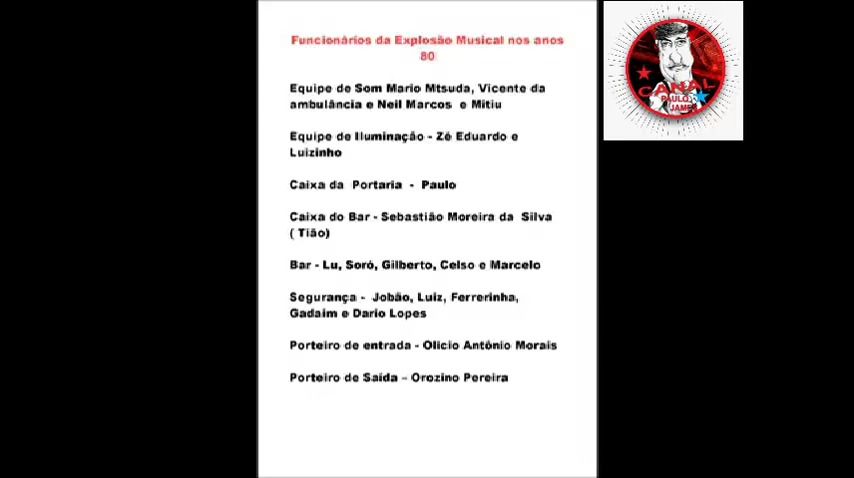 Funcionários da Explosão Musical nos anos
80
Equipe de Som Mario Mtsuda, Vicente da
ambulância e Neil Marcos e Mitiu
Equipe de Iluminação - Zé Eduardo e
Luizinho
Caixa da Portaria - Paulo
Caixa do Bar - Sebastião Moreira da Silva
( Tião)
Bar - Lu, Soró, Gilberto, Celso e Marcelo
Segurança - Jobão, Luiz, Ferrerinha,
Gadaim e Dario Lopes
Porteiro de entrada - Olicio Antônio Morais
Porteiro de Saída – Orozino Pereira
CANAL
PAULO
JAMES